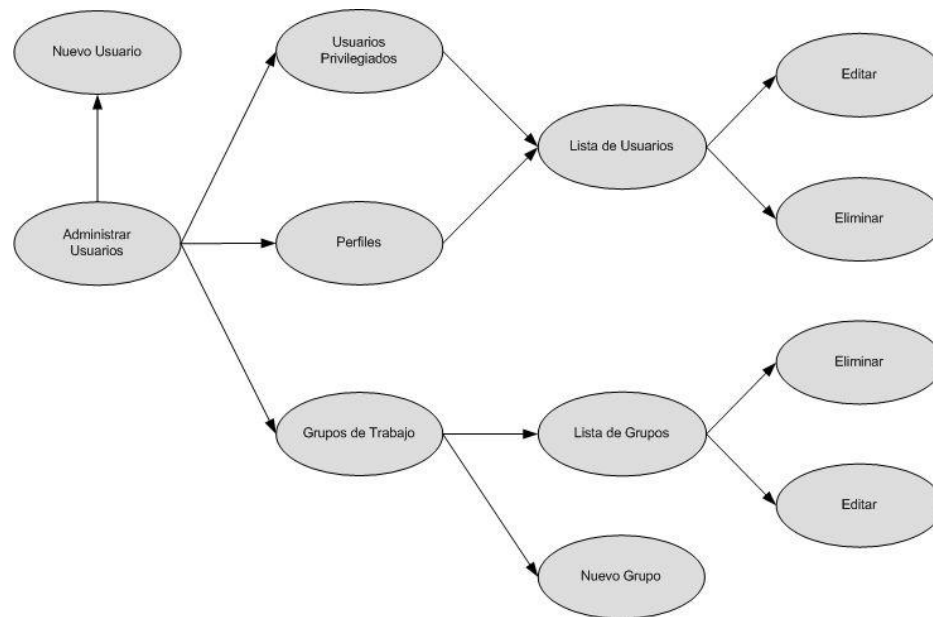 Nuevo Usuario
Usuarios
Privilegiados
Editar
Lista de Usuarios
Administrar
Usuarios
Perfiles
Eliminar
Eliminar
Grupos de Trabajo
Lista de Grupos
Editar
Nuevo Grupo